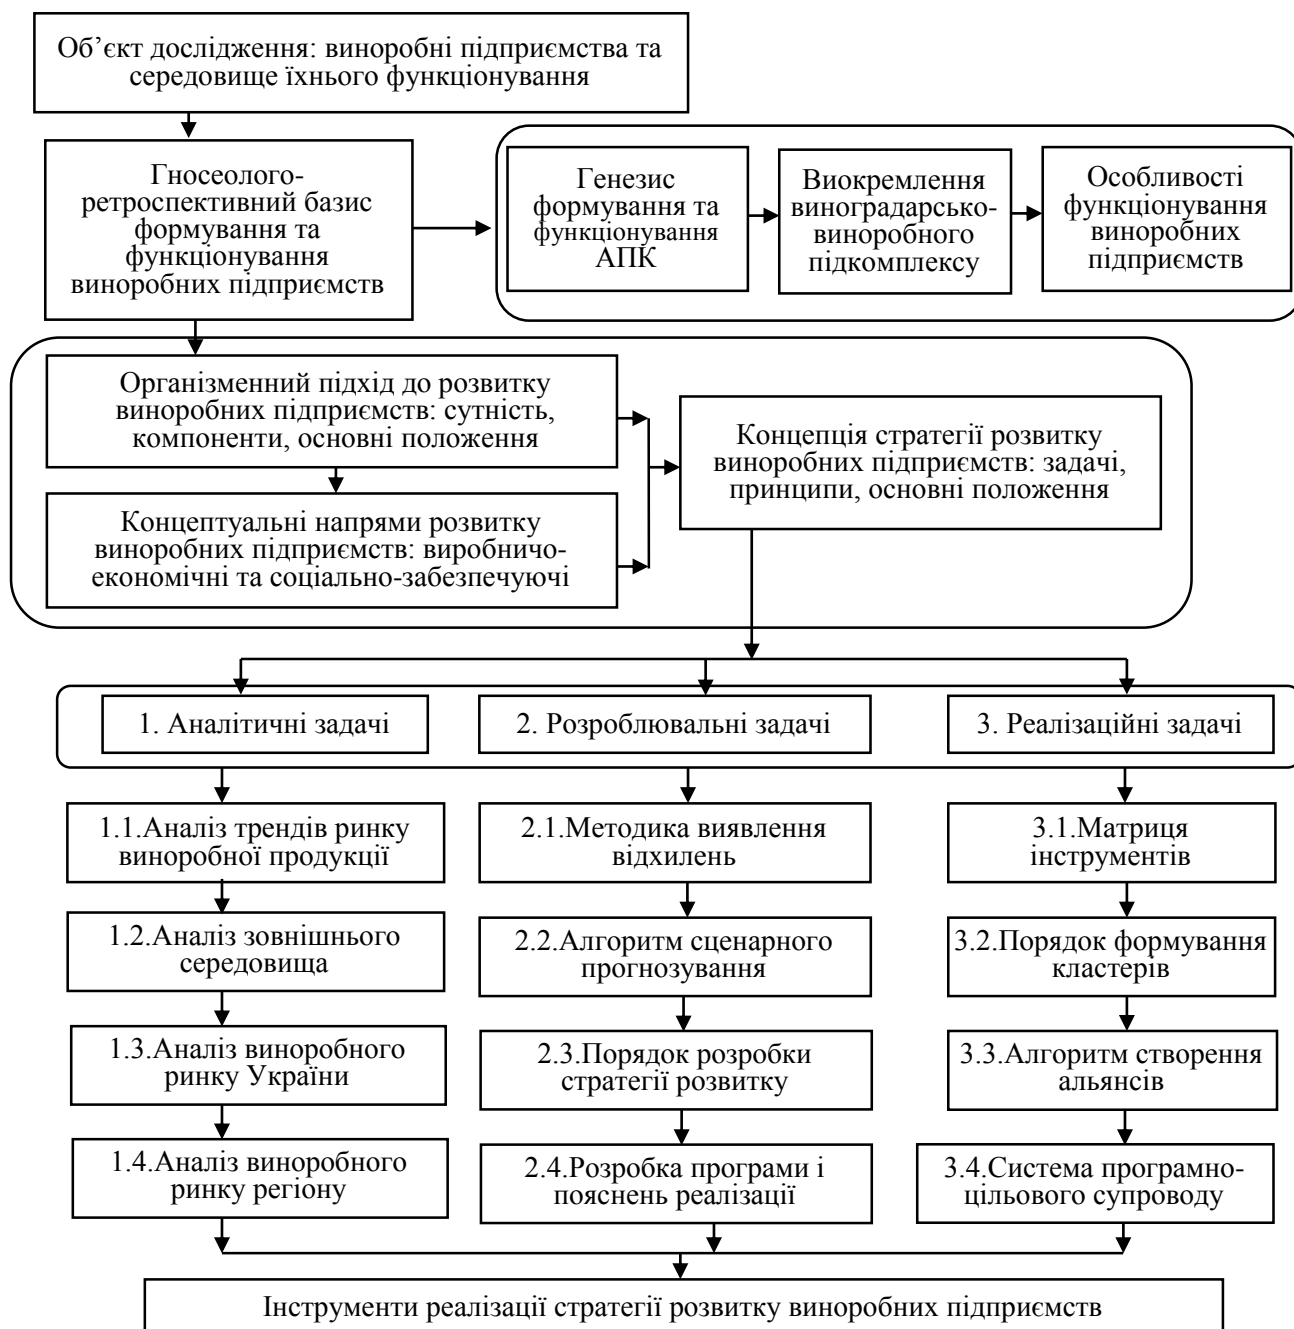 Об’єкт дослідження: виноробні підприємства та
середовище їхнього функціонування
Гносеолого-
ретроспективний базис
формування та
функціонування
виноробних підприємств
Генезис
формування та
функціонування
АПК
Виокремлення
виноградарсько-
виноробного
підкомплексу
Особливості
функціонування
виноробних
підприємств
Організменний підхід до розвитку
виноробних підприємств: сутність,
компоненти, основні положення
Концептуальні напрями розвитку
виноробних підприємств: виробничо-
економічні та соціально-забезпечуючі
Концепція стратегії розвитку
виноробних підприємств: задачі,
принципи, основні положення
1. Аналітичні задачі
2. Розроблювальні задачі
3. Реалізаційні задачі
1.1.Аналіз трендів ринку
виноробної продукції
1.2.Аналіз зовнішнього
середовища
1.3.Аналіз виноробного
ринку України
1.4.Аналіз виноробного
ринку регіону
2.1.Методика виявлення
відхилень
2.2.Алгоритм сценарного
прогнозування
2.3.Порядок розробки
стратегії розвитку
2.4.Розробка програми і
пояснень реалізації
3.1.Матриця
інструментів
3.2.Порядок формування
кластерів
3.3.Алгоритм створення
альянсів
3.4.Система програмно-
цільового супроводу
Інструменти реалізації стратегії розвитку виноробних підприємств